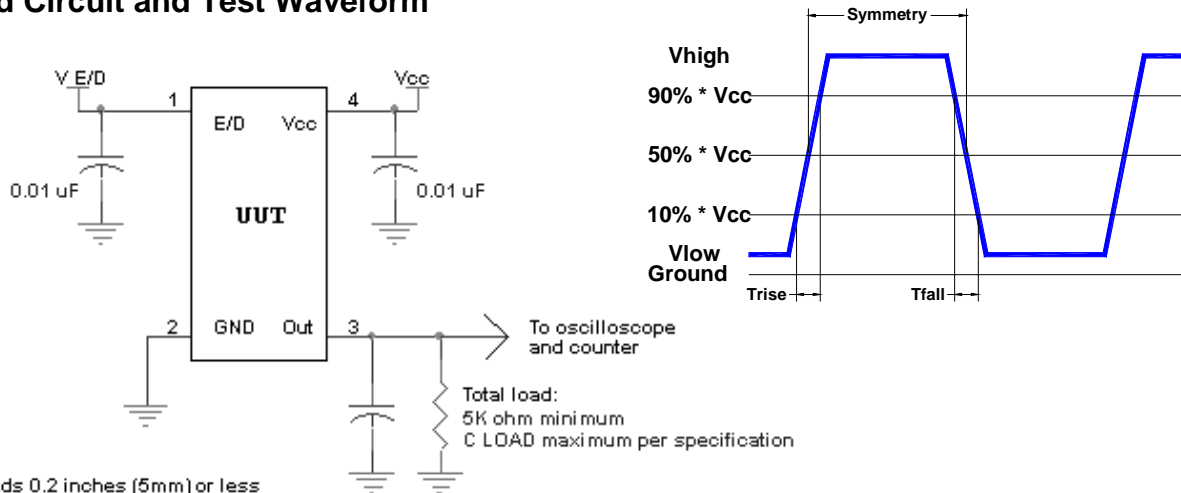 d Circuit and Test Waveform
V E/D
1
4
Vcc
E/D
Vcc
0.01 uF
0.01 uF
UUT
2
GND
Out
3
To oscilloscope
and counter
Total load:
5K ohm minimum
C LOAD maximum per specification
ds 0.2 inches (5mm) or less
Symmetry
Vhigh
90% * Vcc
50% * Vcc
10% * Vcc
Vlow
Ground
Trise
Tfall